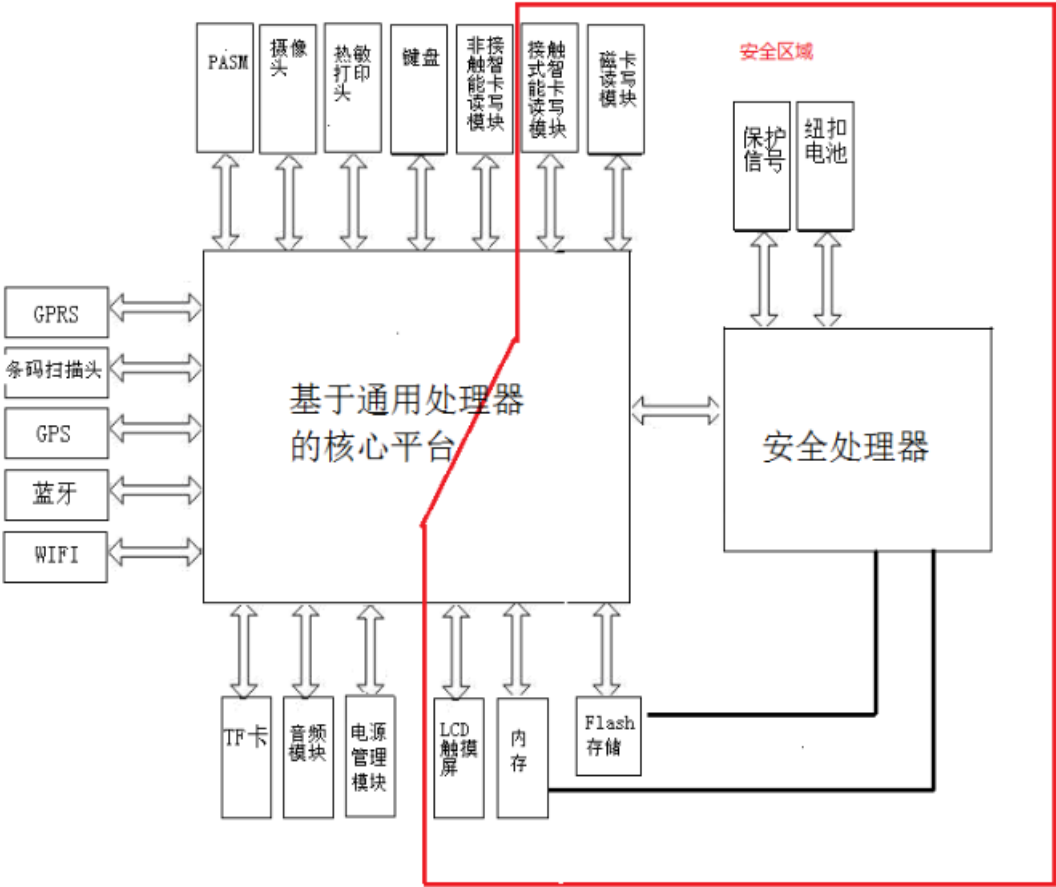 安全区域
PASM
摄像
头
热敏
打印
头
键盘
非接
触智
能卡
读写
模块
接触
式智
能卡
读写
模块
磁卡
读写
模块
保护
信号
纽扣
电池
GPRS
条码扫描头
GPS
蓝牙
WIFI
基于通用处理器
的核心平台
安全处理器
TF卡
音频
模块
电源
管理
模块
LCD
触摸
屏
内
存
Flash
存储